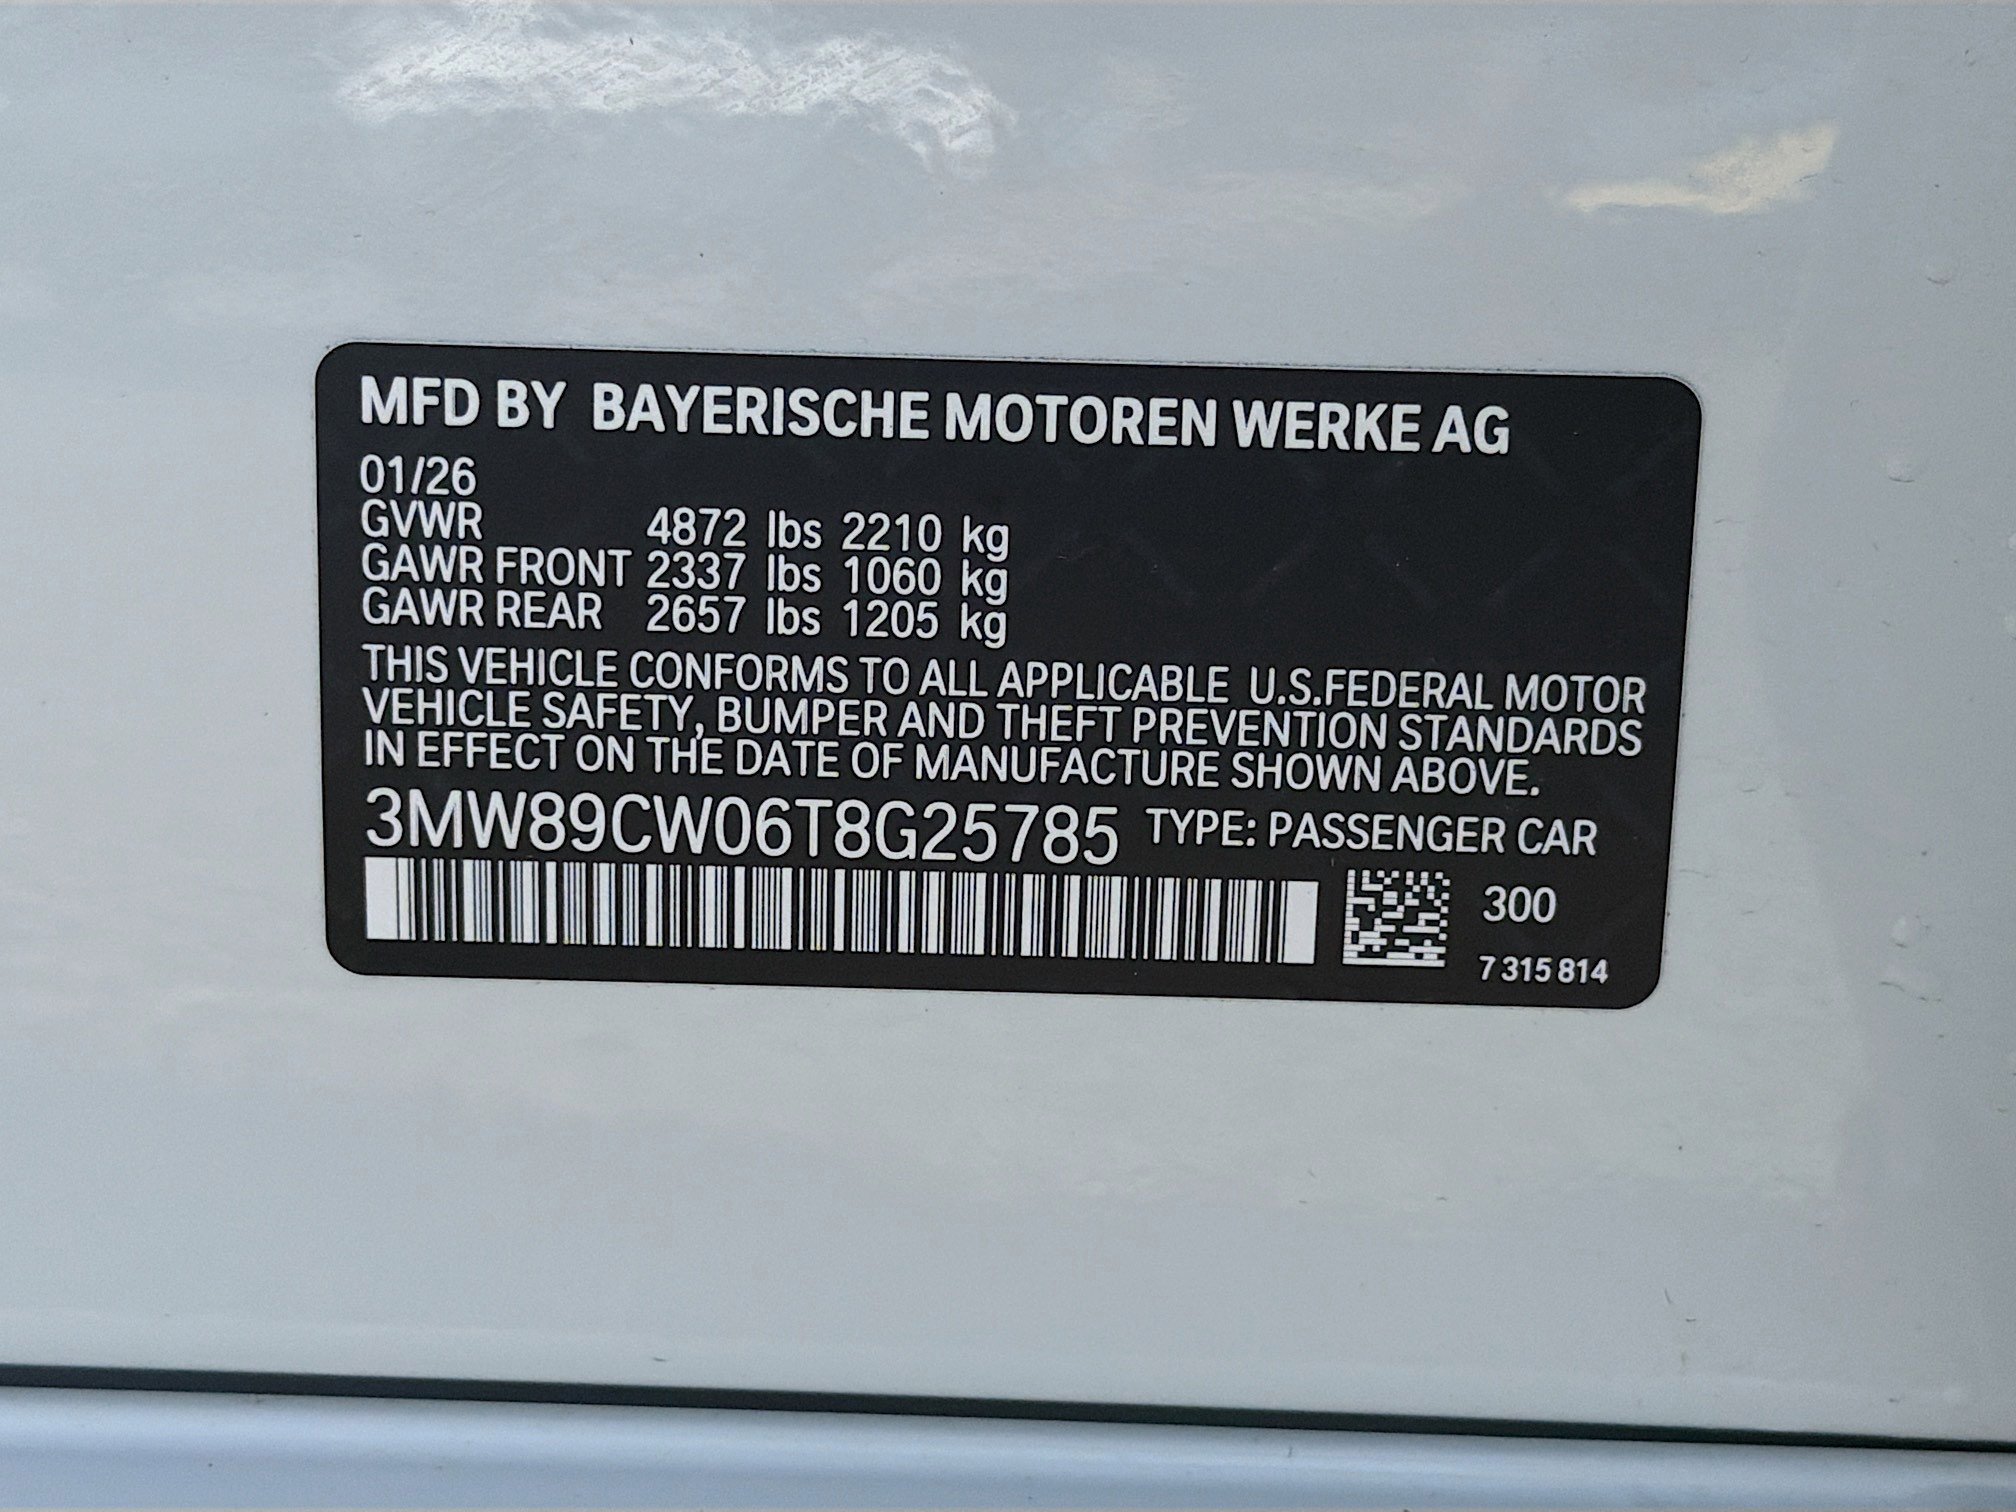 MFD BY BAYERISCHE MOTOREN WERKE AG
01/26
GVWR 4872 lbs 2210 kg
GAWR FRONT 2337 lbs 1060 kg
GAWR REAR 2657 lbs 1205 kg
THIS VEHICLE CONFORMS TO ALL APPLICABLE U.S.FEDERAL MOTOR
VEHICLE SAFETY, BUMPER AND THEFT PREVENTION STANDARDS
IN EFFECT ON THE DATE OF MANUFACTURE SHOWN ABOVE.
3MW89CW06T8G25785 TYPE: PASSENGER CAR
300
7 315 814